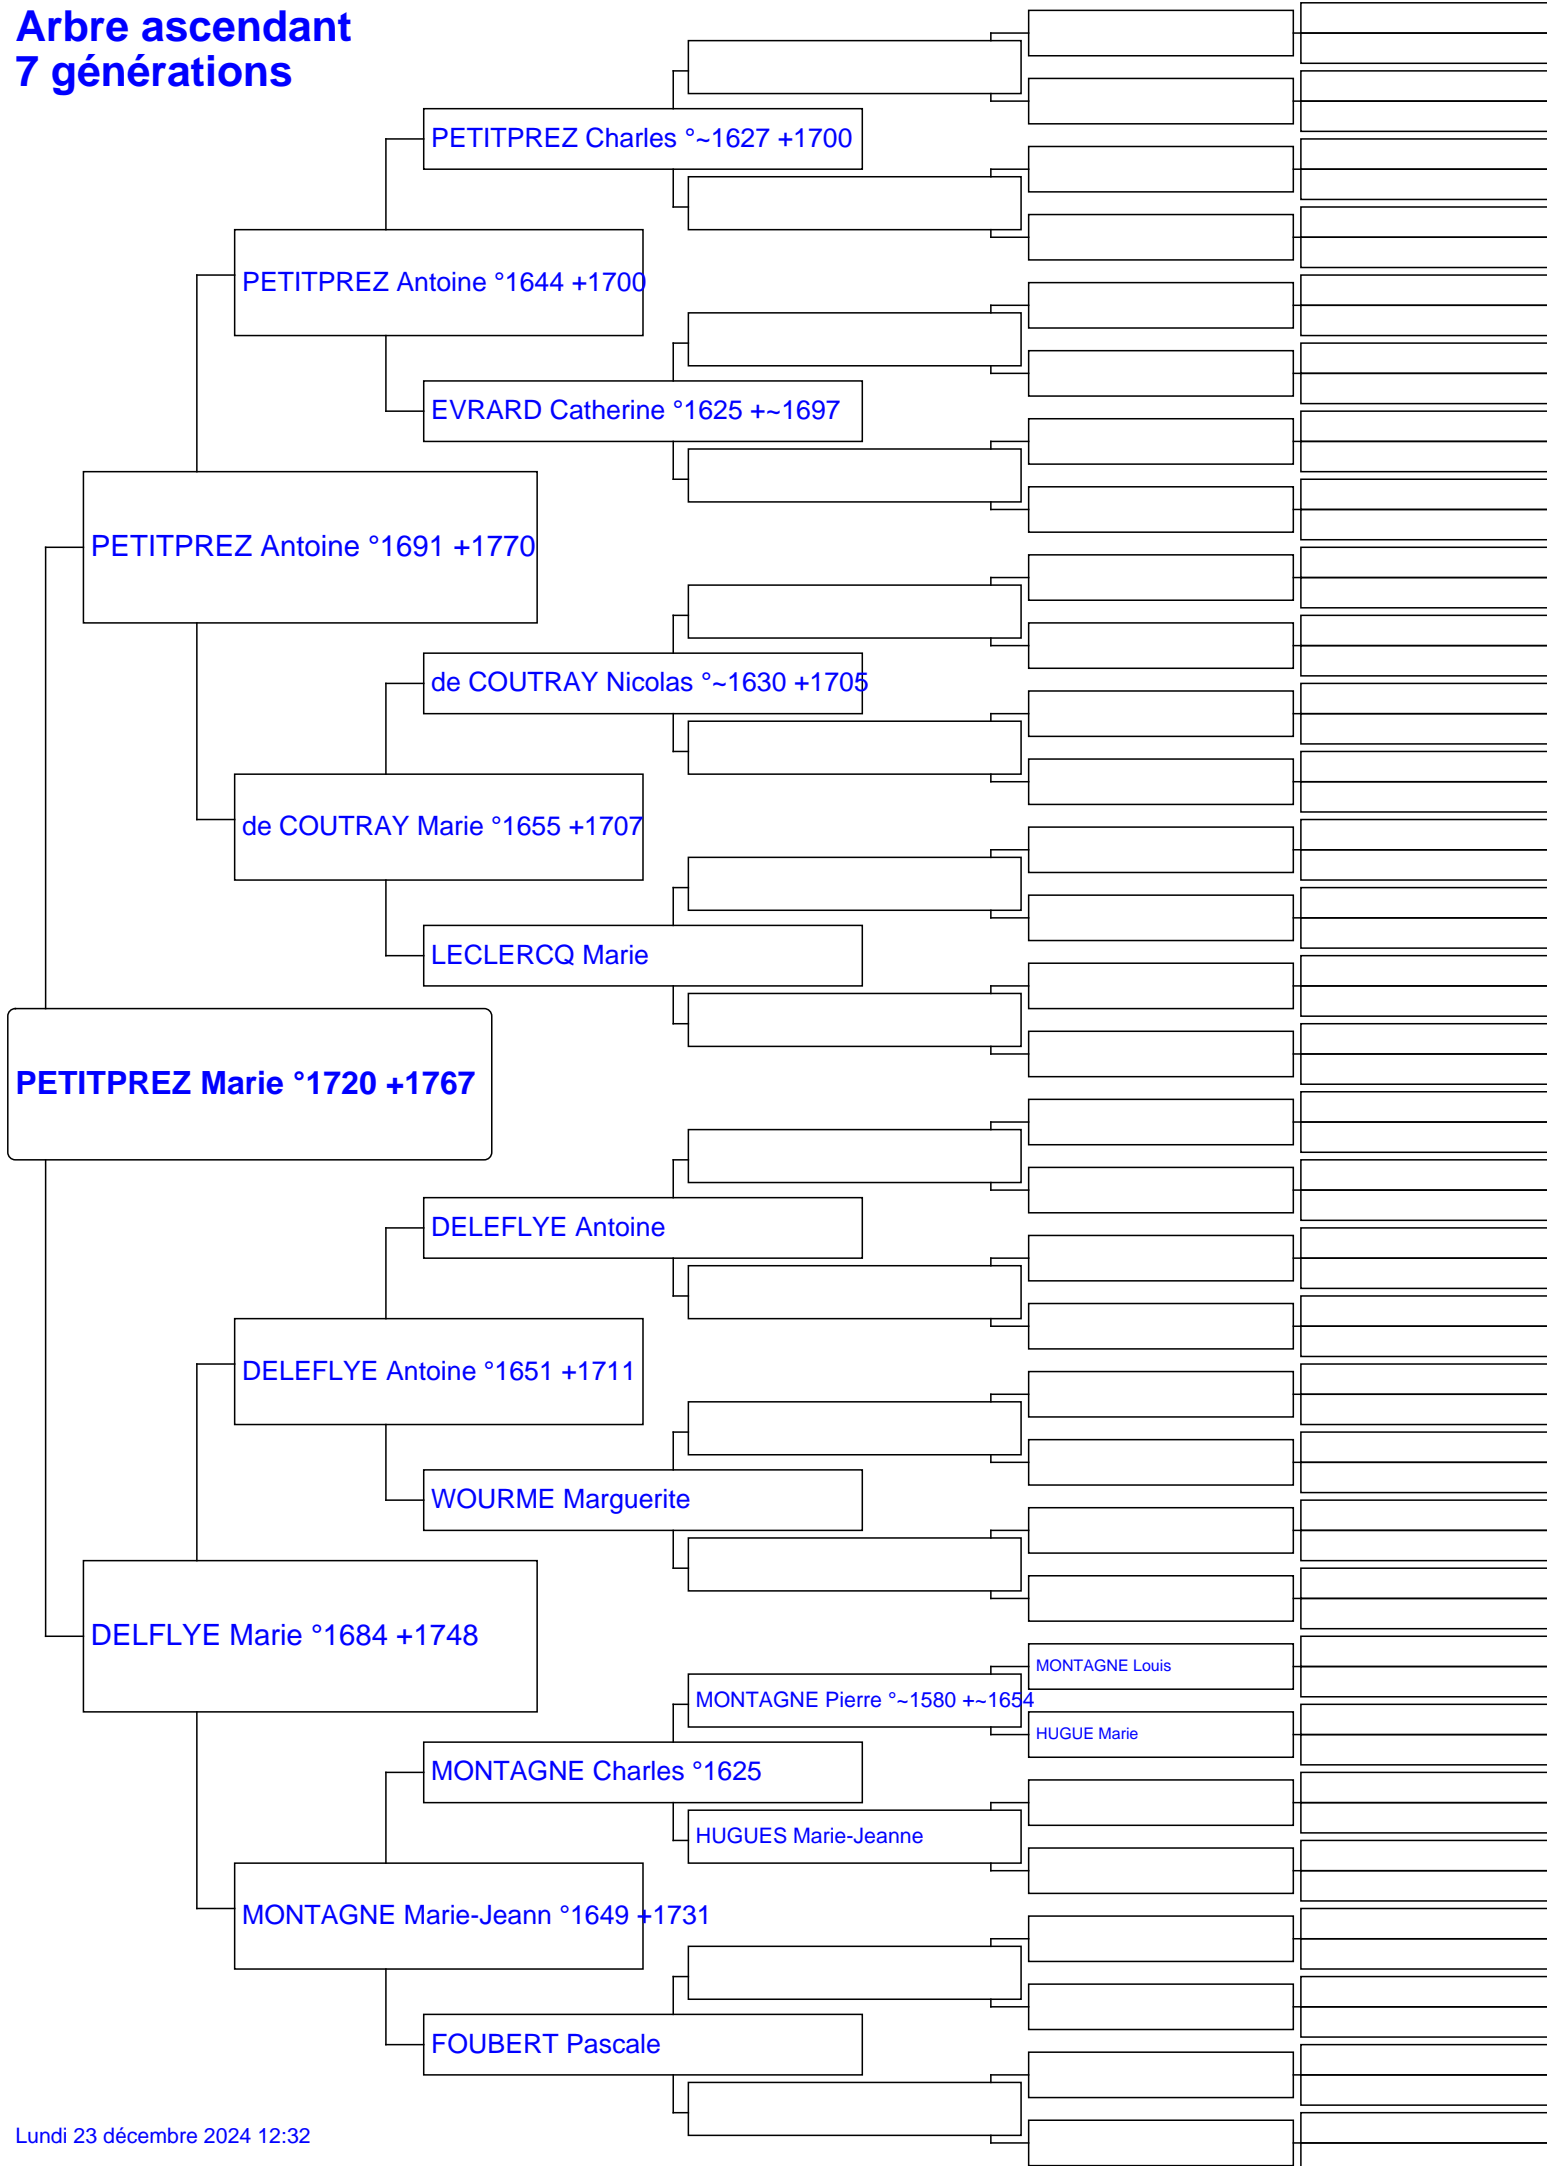 Arbre ascendant
7 générations
PETITPREZ Charles °~1627 +1700
PETITPREZ Antoine °1644 +1700
EVRARD Catherine °1625 +~1697
PETITPREZ Antoine °1691 +1770
de COUTRAY Nicolas °~1630 +1705
de COUTRAY Marie °1655 +1707
LECLERCQ Marie
PETITPREZ Marie °1720 +1767
DELEFLYE Antoine
DELEFLYE Antoine °1651 +1711
WOURME Marguerite
DELFLYE Marie °1684 +1748
MONTAGNE Louis
MONTAGNE Pierre °~1580 +~1654
HUGUE Marie
MONTAGNE Charles °1625
HUGUES Marie-Jeanne
MONTAGNE Marie-Jeann °1649 +1731
FOUBERT Pascale
Lundi 23 décembre 2024 12:32